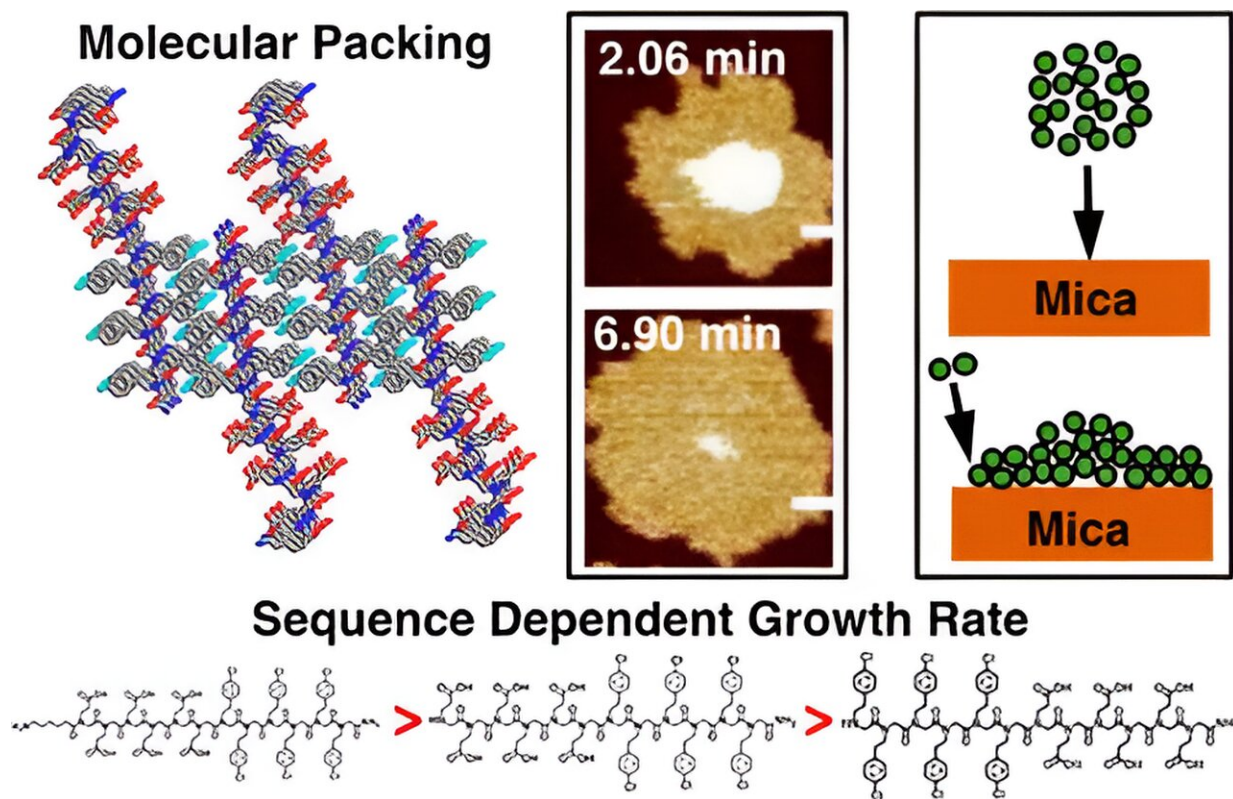 Molecular Packing
2.06 min
6.90 min
Mica
Mica
Sequence Dependent Growth Rate
> >